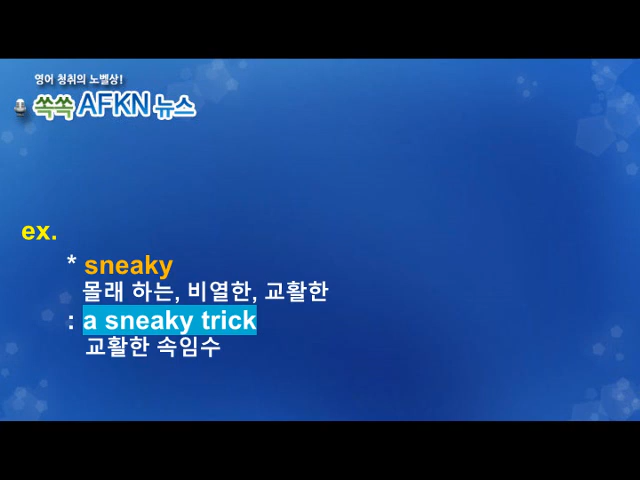 영어 청취의 노벨상!
쏙쏙 AFKN 뉴스
ex.
* sneaky
몰래 하는, 비열한, 교활한
: a sneaky trick
교활한 속임수